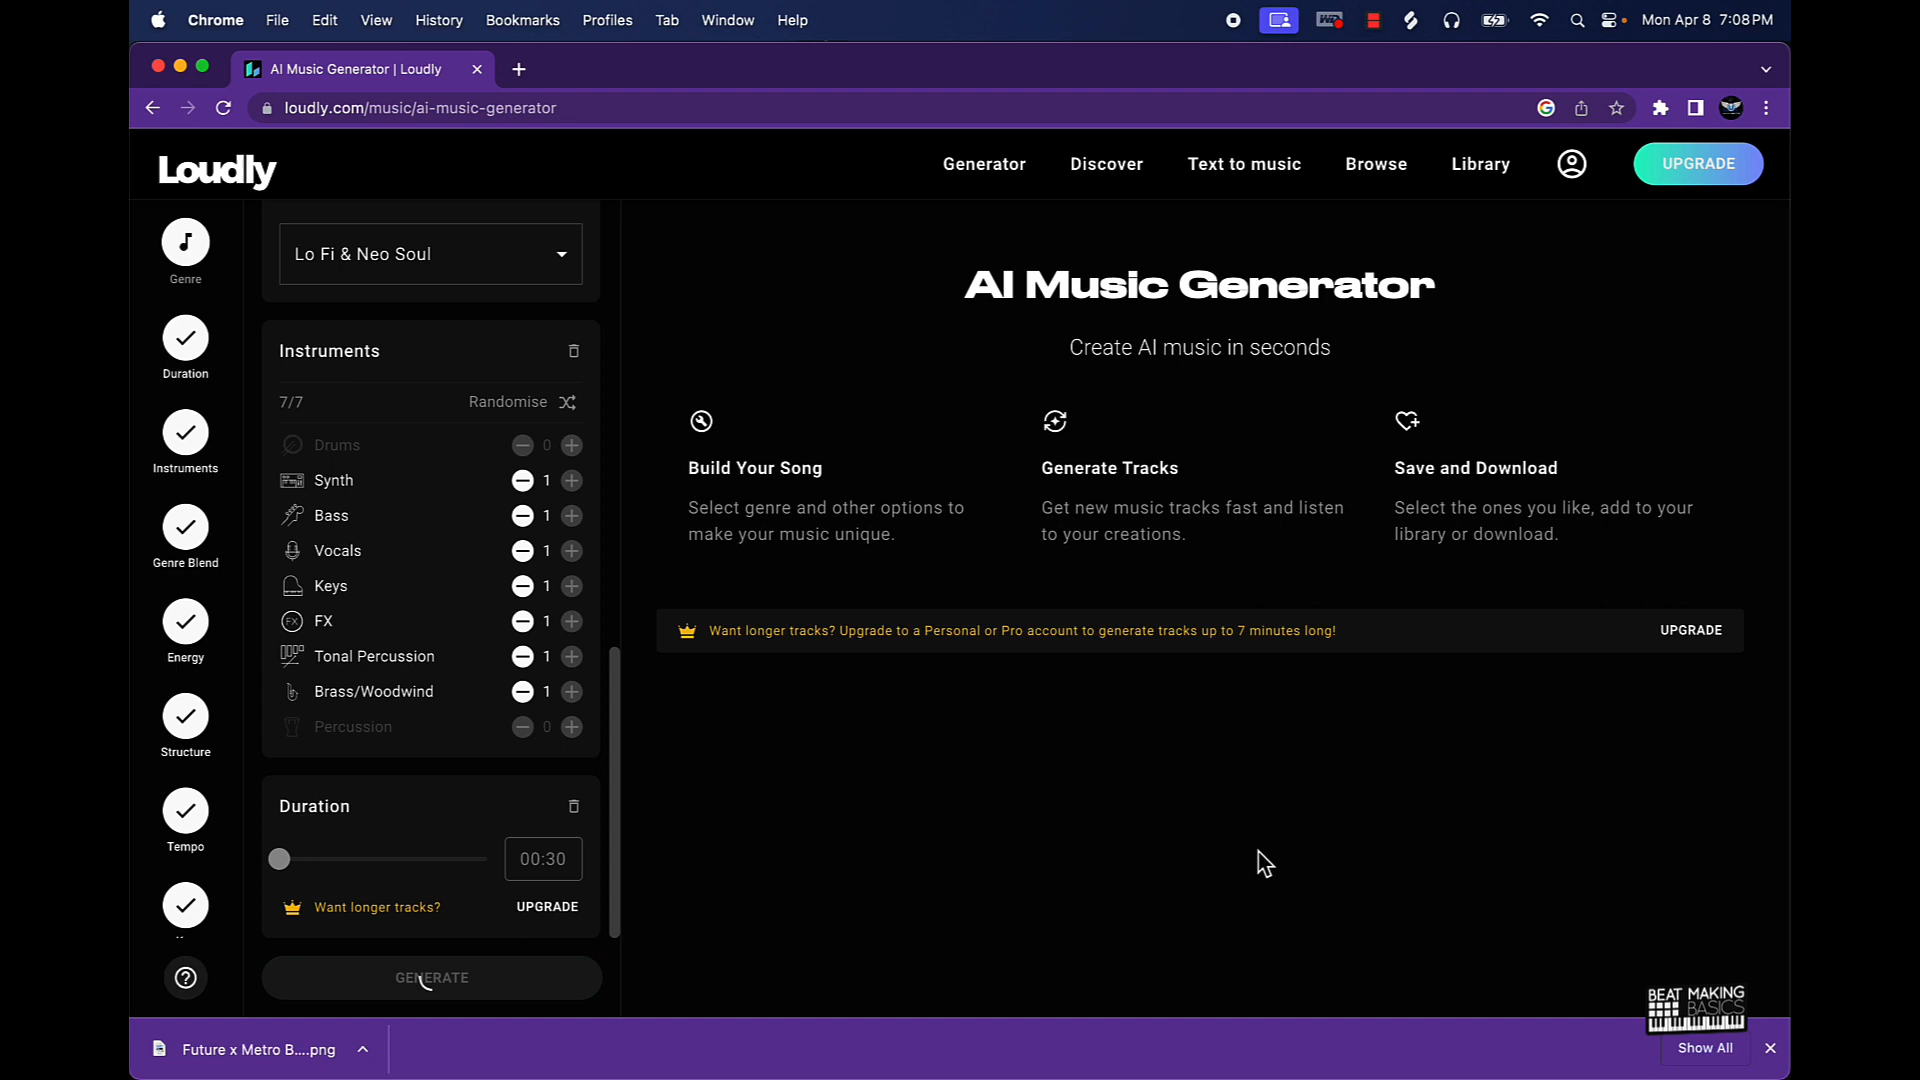 Chrome File Edit View History Bookmarks Profiles Tab Window Help
Mon Apr 8 7:08 PM
AI Music Generator | Loudly
loudly.com/music/ai-music-generator
Loudly
Generator Discover Text to music Browse Library
UPGRADE
Genre
Duration
Instruments
Genre Blend
Energy
Structure
Tempo
Lo Fi & Neo Soul
Instruments
7/7 Randomise
Drums 0
Synth 1
Bass 1
Vocals 1
Keys 1
FX FX 1
Tonal Percussion 1
Brass/Woodwind 1
Percussion 0
Duration
00:30
Want longer tracks? UPGRADE
GENERATE
AI Music Generator
Create AI music in seconds
Build Your Song
Select genre and other options to
make your music unique.
Generate Tracks
Get new music tracks fast and listen
to your creations.
Save and Download
Select the ones you like, add to your
library or download.
Want longer tracks? Upgrade to a Personal or Pro account to generate tracks up to 7 minutes long! UPGRADE
BEAT MAKING
BASICS
Future x Metro B....png
Show All